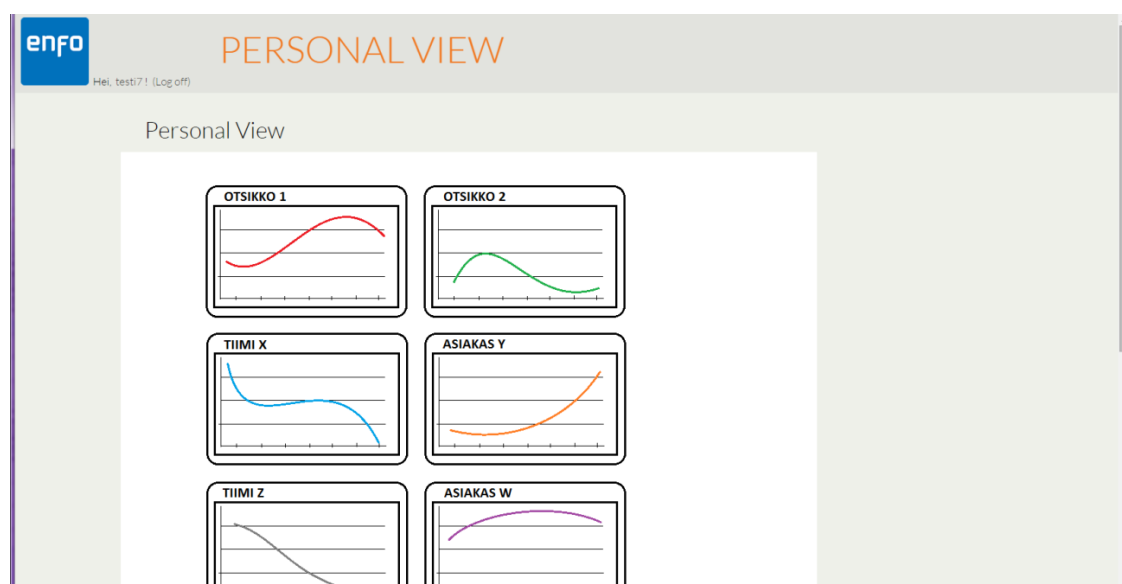 enfo
PERSONAL VIEW
Hei, testi7! (Log off)
Personal View
OTSIKKO 1
OTSIKKO 2
TIIMI X
ASIAKAS Y
TIIMI Z
ASIAKAS W